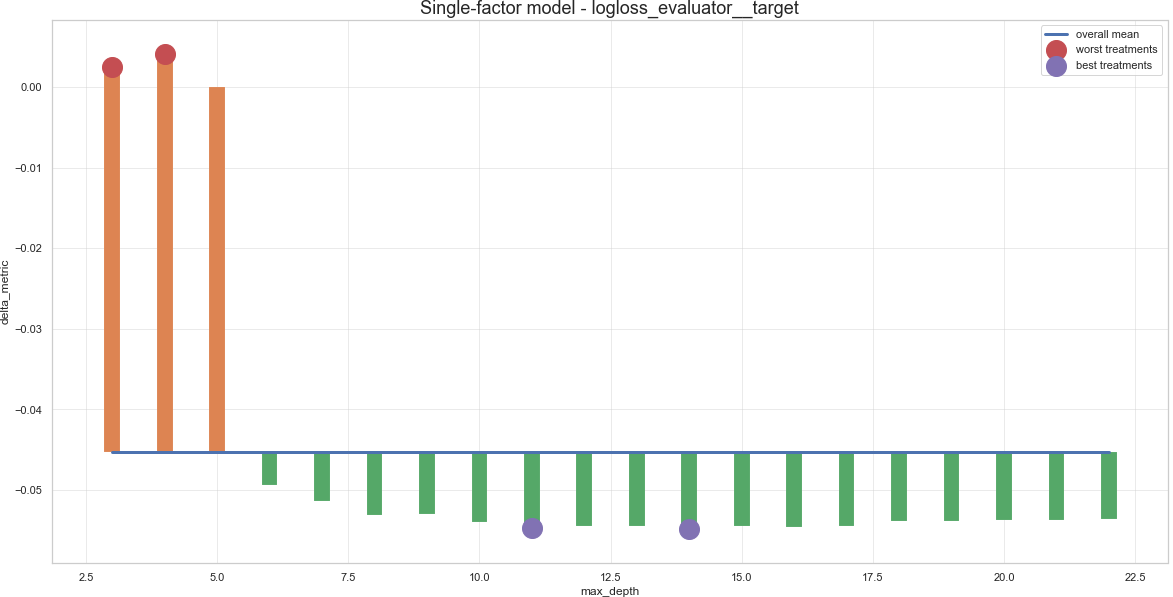 Single-factor model - logloss_evaluator__target
overall mean
worst treatments
best treatments
delta_metric
0.00
−0.01
−0.02
−0.03
−0.04
−0.05
2.5 5.0 7.5 10.0 12.5 15.0 17.5 20.0 22.5
max_depth